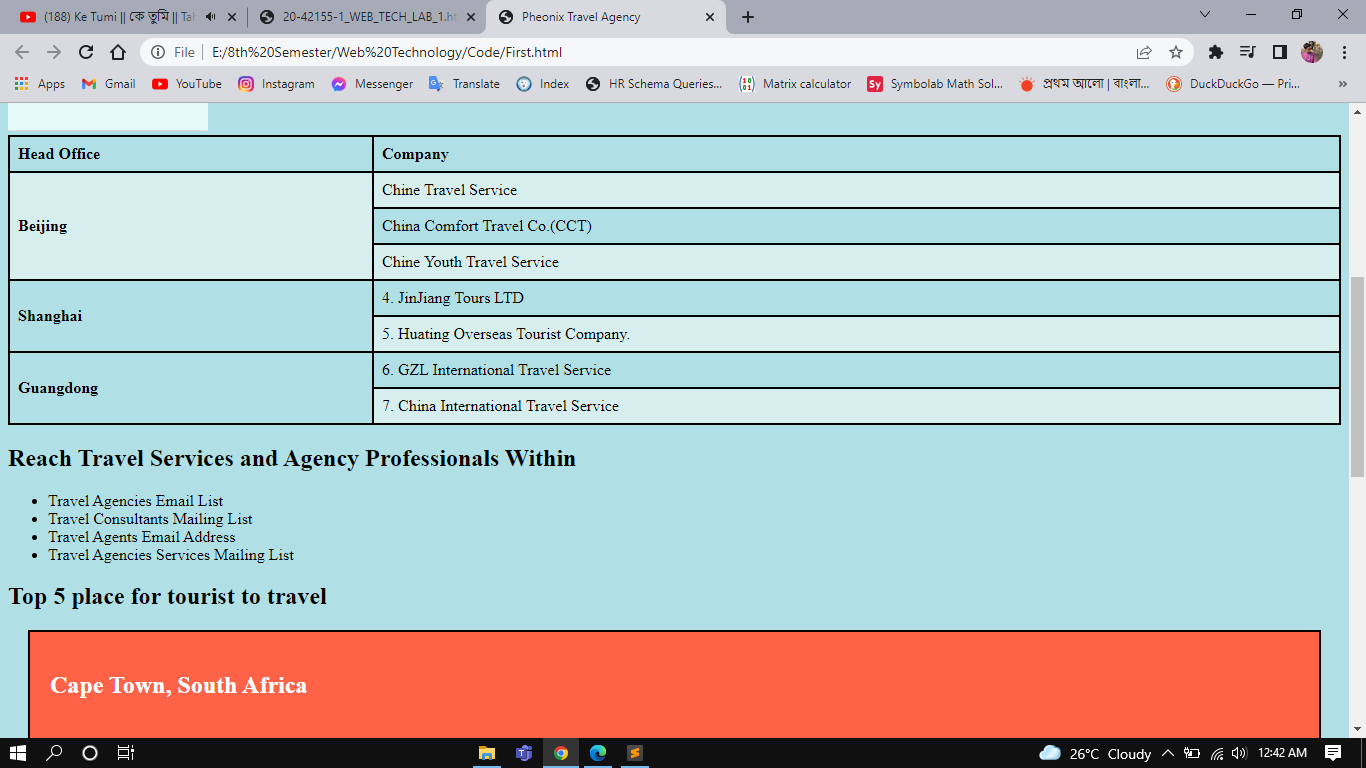 (188) Ke Tumi || কে তুমি ||
20-42155-1_WEB_TECH_LAB_1.ht
Pheonix Travel Agency
File
E:/8th%20Semester/Web%20Technology/Code/First.html
Apps
Gmail
YouTube
Instagram
Messenger
Translate
Index
HR Schema Queries...
Matrix calculator
Sy Symbolab Math Sol...
প্রথম আলো | বাংলা...
DuckDuckGo — Pri...
»
Head Office
Company
Beijing
Chine Travel Service
China Comfort Travel Co.(CCT)
Chine Youth Travel Service
Shanghai
4. JinJiang Tours LTD
5. Huating Overseas Tourist Company.
Guangdong
6. GZL International Travel Service
7. China International Travel Service
Reach Travel Services and Agency Professionals Within
• Travel Agencies Email List
• Travel Consultants Mailing List
• Travel Agents Email Address
• Travel Agencies Services Mailing List
Top 5 place for tourist to travel
Cape Town, South Africa
26°C Cloudy
12:42 AM